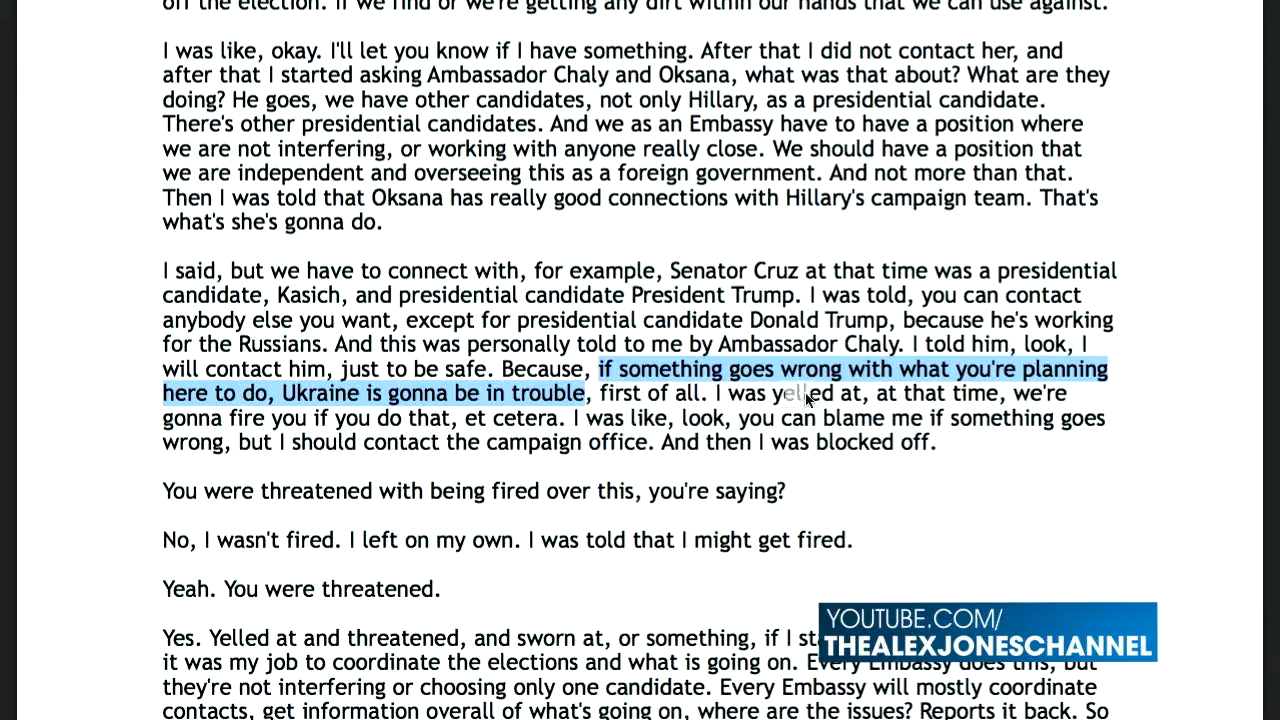 off the election. If we find or we're getting any dirt within our hands that we can use against.
I was like, okay. I'll let you know if I have something. After that I did not contact her, and
after that I started asking Ambassador Chaly and Oksana, what was that about? What are they
doing? He goes, we have other candidates, not only Hillary, as a presidential candidate.
There's other presidential candidates. And we as an Embassy have to have a position where
we are not interfering, or working with anyone really close. We should have a position that
we are independent and overseeing this as a foreign government. And not more than that.
Then I was told that Oksana has really good connections with Hillary's campaign team. That's
what's she's gonna do.
I said, but we have to connect with, for example, Senator Cruz at that time was a presidential
candidate, Kasich, and presidential candidate President Trump. I was told, you can contact
anybody else you want, except for presidential candidate Donald Trump, because he's working
for the Russians. And this was personally told to me by Ambassador Chaly. I told him, look, I
will contact him, just to be safe. Because, if something goes wrong with what you're planning
here to do, Ukraine is gonna be in trouble, first of all. I was yelled at, at that time, we're
gonna fire you if you do that, et cetera. I was like, look, you can blame me if something goes
wrong, but I should contact the campaign office. And then I was blocked off.
You were threatened with being fired over this, you're saying?
No, I wasn't fired. I left on my own. I was told that I might get fired.
Yeah. You were threatened.
Yes. Yelled at and threatened, and sworn at, or something, if I st
it was my job to coordinate the elections and what is going on. Every Embassy does this, but
they're not interfering or choosing only one candidate. Every Embassy will mostly coordinate
contacts, get information overall of what's going on, where are the issues? Reports it back. So
YOUTUBE.COM/
THEALEXJONESCHANNEL